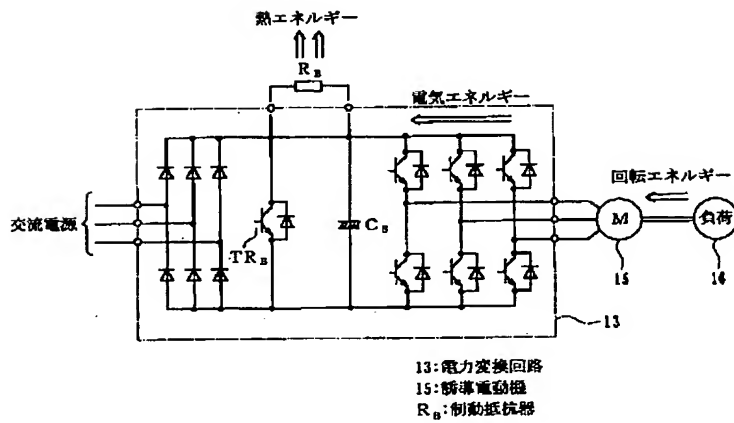 熱エネルギー
R_B
電気エネルギー
回転エネルギー
交流電源
TR_B
C_S
M
負荷
15
14
13
13:電力変換回路
15:誘導電動機
R_B:制動抵抗器